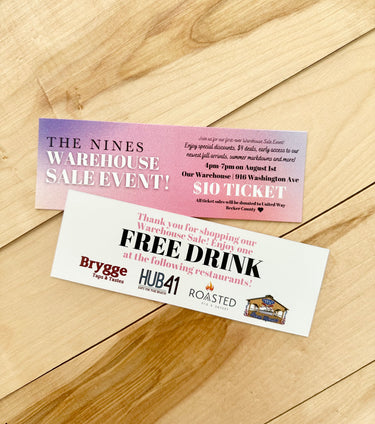 THE NINES
WAREHOUSE
SALE EVENT!
Join us for our first-ever Warehouse Sale Event!
Enjoy special discounts, $4 deals, early access to our
newest fall arrivals, summer markdowns and more!
4pm-7pm on August 1st
Our Warehouse | 916 Washington Ave
$10 TICKET
All ticket sales will be donated to United Way
Becker County
Thank you for shopping our
Warehouse Sale! Enjoy one
FREE DRINK
at the following restaurants!
Brygge
Taps & Tastes
HUB41
ROASTED